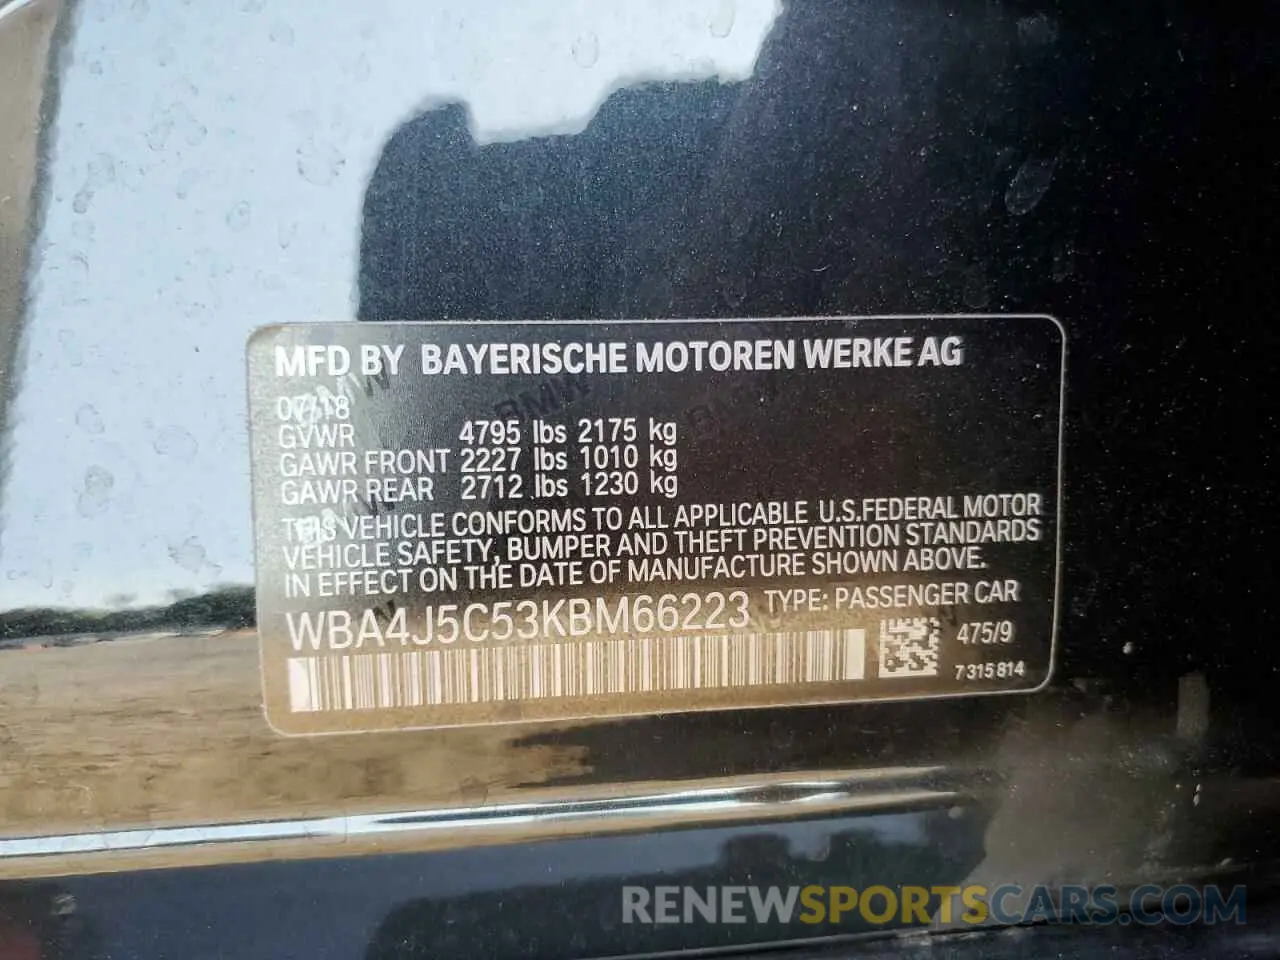 MFD BY BAYERISCHE MOTOREN WERKE AG
07/18
GVWR 4795 lbs 2175 kg
GAWR FRONT 2227 lbs 1010 kg
GAWR REAR 2712 lbs 1230 kg
THIS VEHICLE CONFORMS TO ALL APPLICABLE U.S.FEDERAL MOTOR
VEHICLE SAFETY, BUMPER AND THEFT PREVENTION STANDARDS
IN EFFECT ON THE DATE OF MANUFACTURE SHOWN ABOVE.
WBA4J5C53KBM66223 TYPE: PASSENGER CAR
475/9
7315814
RENEWSPORTSCARS.COM